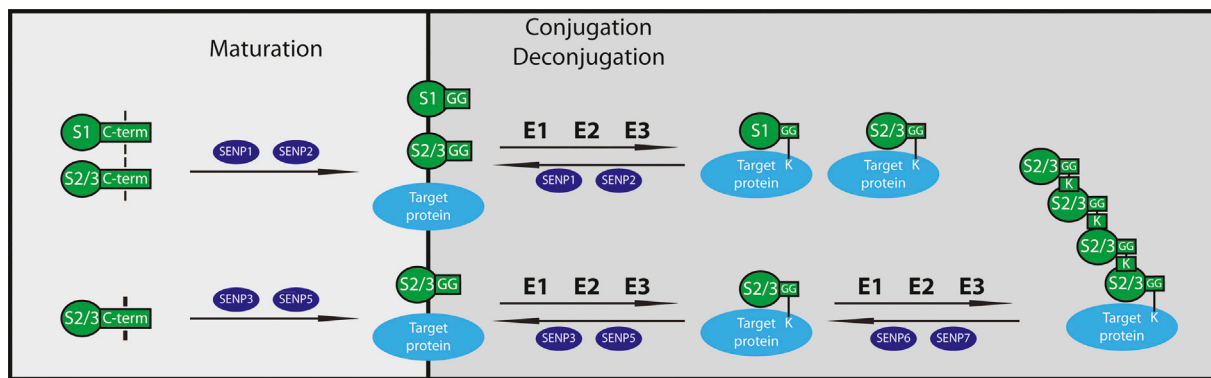 Maturation
Conjugation
Deconjugation
S1 C-term
S2/3 C-term
SENP1 SENP2
S1 GG
S2/3 GG
Target
protein
E1 E2 E3
SENP1 SENP2
S1 GG
Target K
protein
S2/3 GG
Target K
protein
S2/3 C-term
SENP3 SENP5
S2/3 GG
Target
protein
E1 E2 E3
SENP3 SENP5
S2/3 GG
Target K
protein
E1 E2 E3
SENP6 SENP7
S2/3 GG
K
S2/3 GG
K
S2/3 GG
K
S2/3 GG
Target K
protein